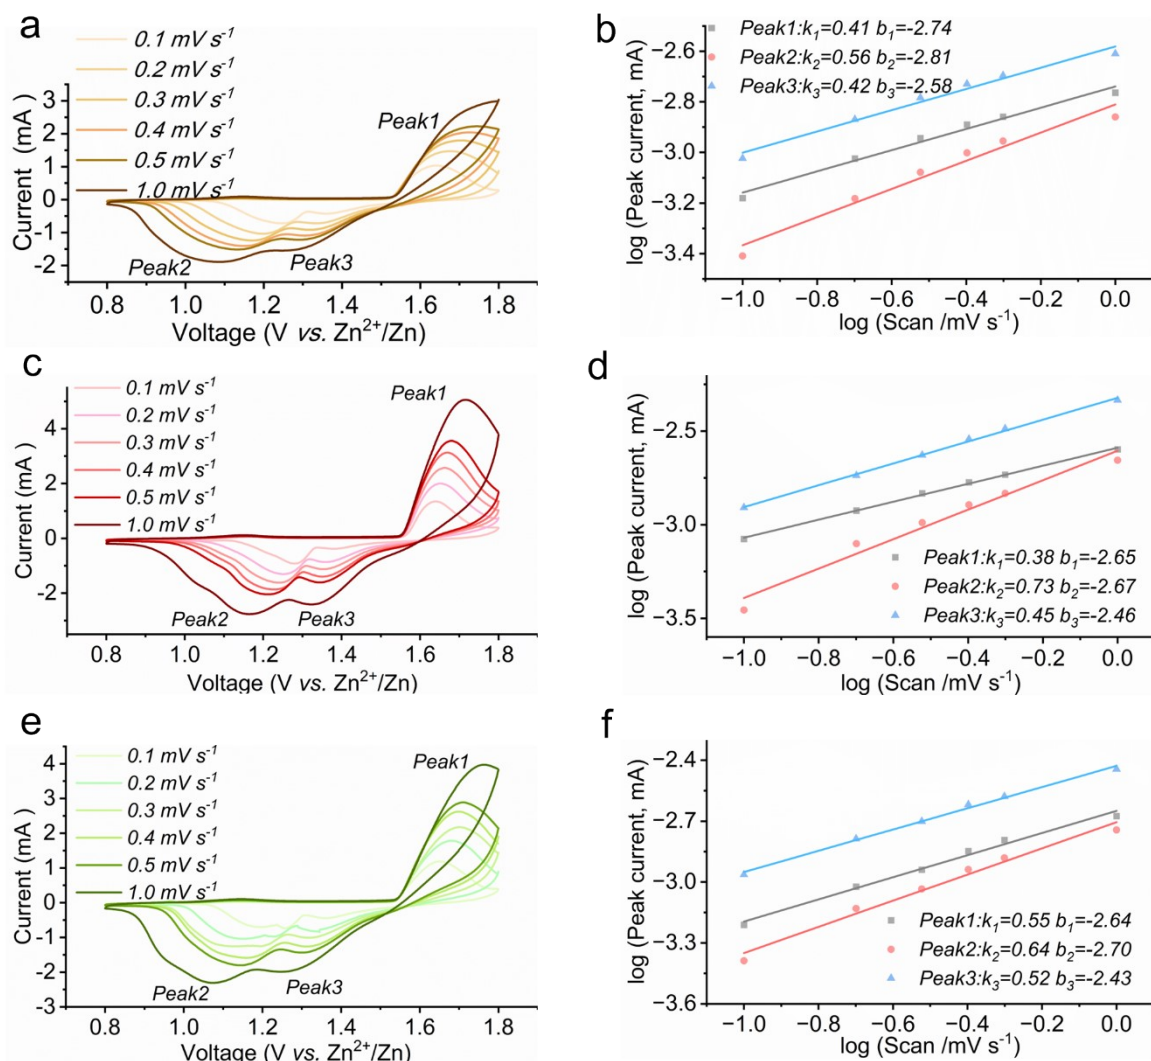 a
0.1 mV s⁻¹
0.2 mV s⁻¹
0.3 mV s⁻¹
0.4 mV s⁻¹
0.5 mV s⁻¹
1.0 mV s⁻¹
Peak1
Peak2
Peak3
Current (mA )
3
2
1
0
-1
-2
0.8 1.0 1.2 1.4 1.6 1.8
Voltage (V vs. Zn²⁺/Zn)
b
Peak1:k₁=0.41 b₁=-2.74
Peak2:k₂=0.56 b₂=-2.81
Peak3:k₃=0.42 b₃=-2.58
log (Peak current, mA)
−2.6
−2.8
−3.0
−3.2
−3.4
−1.0 −0.8 −0.6 −0.4 −0.2 0.0
log (Scan /mV s⁻¹)
c
0.1 mV s⁻¹
0.2 mV s⁻¹
0.3 mV s⁻¹
0.4 mV s⁻¹
0.5 mV s⁻¹
1.0 mV s⁻¹
Peak1
Peak2
Peak3
Current (mA )
4
2
0
-2
0.8 1.0 1.2 1.4 1.6 1.8
Voltage (V vs. Zn²⁺/Zn)
d
Peak1:k₁=0.38 b₁=-2.65
Peak2:k₂=0.73 b₂=-2.67
Peak3:k₃=0.45 b₃=-2.46
log (Peak current, mA)
−2.5
−3.0
−3.5
−1.0 −0.8 −0.6 −0.4 −0.2 0.0
log (Scan /mV s⁻¹)
e
0.1 mV s⁻¹
0.2 mV s⁻¹
0.3 mV s⁻¹
0.4 mV s⁻¹
0.5 mV s⁻¹
1.0 mV s⁻¹
Peak1
Peak2
Peak3
Current (mA )
4
3
2
1
0
-1
-2
-3
0.8 1.0 1.2 1.4 1.6 1.8
Voltage (V vs. Zn²⁺/Zn)
f
Peak1:k₁=0.55 b₁=-2.64
Peak2:k₂=0.64 b₂=-2.70
Peak3:k₃=0.52 b₃=-2.43
log (Peak current, mA)
−2.4
−2.7
−3.0
−3.3
−3.6
−1.0 −0.8 −0.6 −0.4 −0.2 0.0
log (Scan /mV s⁻¹)